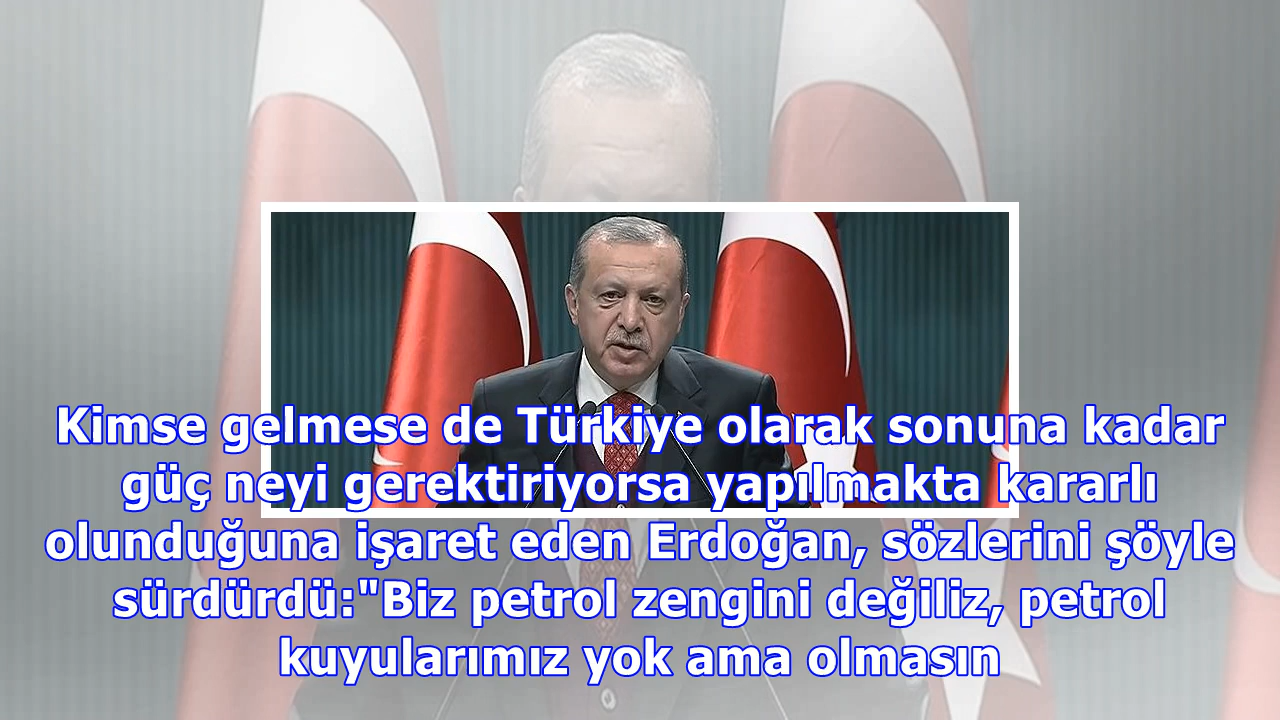 Kimse gelmese de Türkiye olarak sonuna kadar
güç neyi gerektiriyorsa yapılmakta kararlı
olunduğuna işaret eden Erdoğan, sözlerini şöyle
sürdürdü:"Biz petrol zengini değiliz, petrol
kuyularımız yok ama olmasın